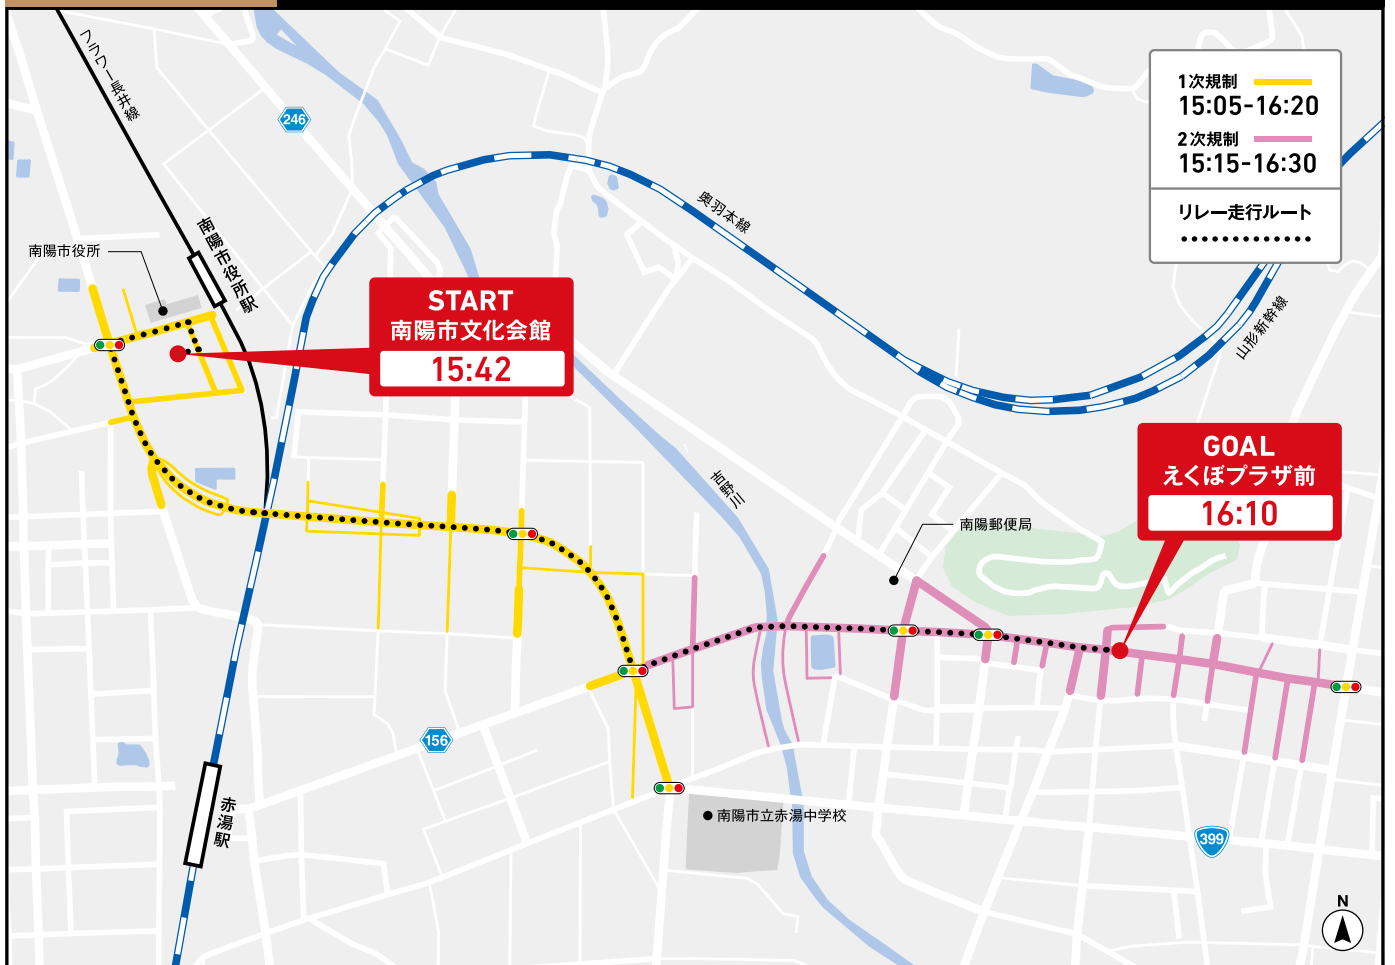 フラワー長井線
246
1次規制
15:05-16:20
2次規制
15:15-16:30
リレー走行ルート
奥羽本線
南陽市役所
南陽市役所駅
START
南陽市文化会館
15:42
山形新幹線
GOAL
えくぼプラザ前
16:10
吉野川
南陽郵便局
156
赤湯駅
南陽市立赤湯中学校
399
N